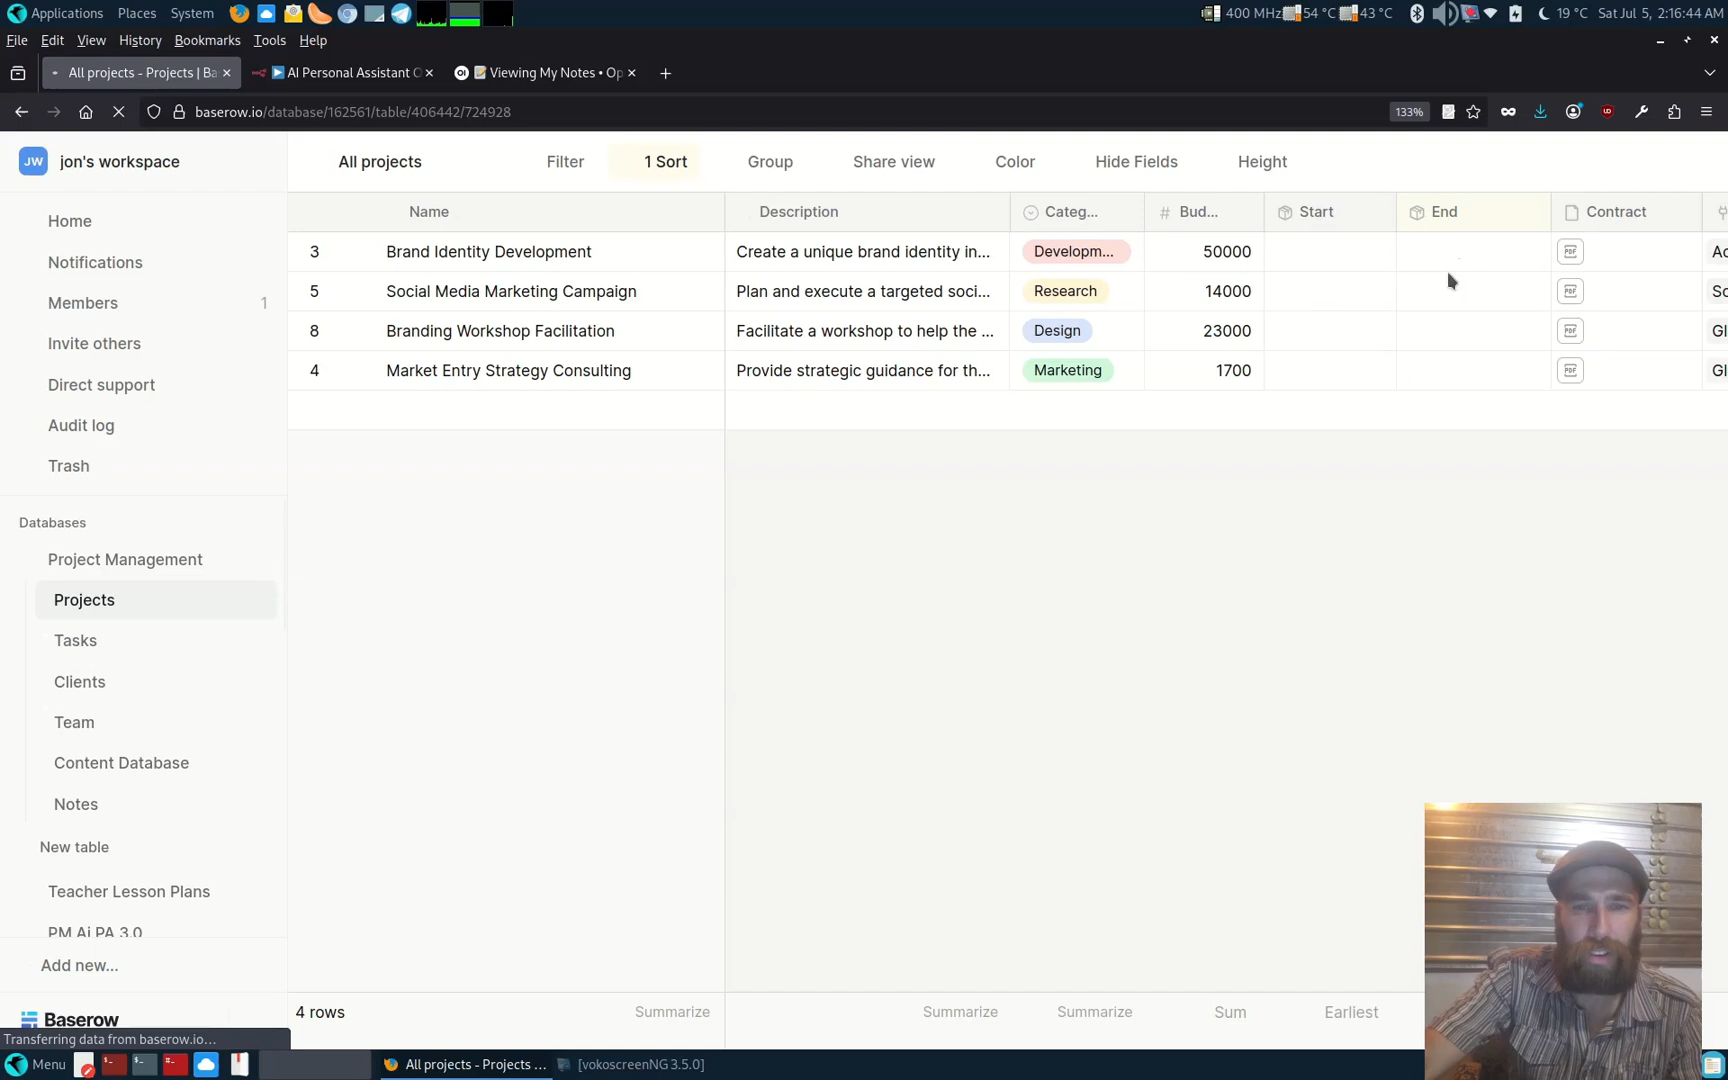 Applications Places System 400 MHz 54 °C 43 °C 19 °C Sat Jul 5, 2:16:44 AM
File Edit View History Bookmarks Tools Help
All projects - Projects | Ba AI Personal Assistant Viewing My Notes • Op
baserow.io/database/162561/table/406442/724928 133%
JW jon's workspace All projects Filter 1 Sort Group Share view Color Hide Fields Height
Home
Notifications
Members 1
Invite others
Direct support
Audit log
Trash
Databases
Project Management
Projects
Tasks
Clients
Team
Content Database
Notes
New table
Teacher Lesson Plans
PM Ai PA 3.0
Add new...
Baserow
Name Description Categ... # Bud... Start End Contract
3 Brand Identity Development Create a unique brand identity in... Developm... 50000 PDF Ac
5 Social Media Marketing Campaign Plan and execute a targeted soci... Research 14000 PDF So
8 Branding Workshop Facilitation Facilitate a workshop to help the ... Design 23000 PDF Gl
4 Market Entry Strategy Consulting Provide strategic guidance for th... Marketing 1700 PDF Gl
4 rows Summarize Summarize Summarize Sum Earliest
Transferring data from baserow.io...
Menu All projects - Projects ... [vokoscreenNG 3.5.0]